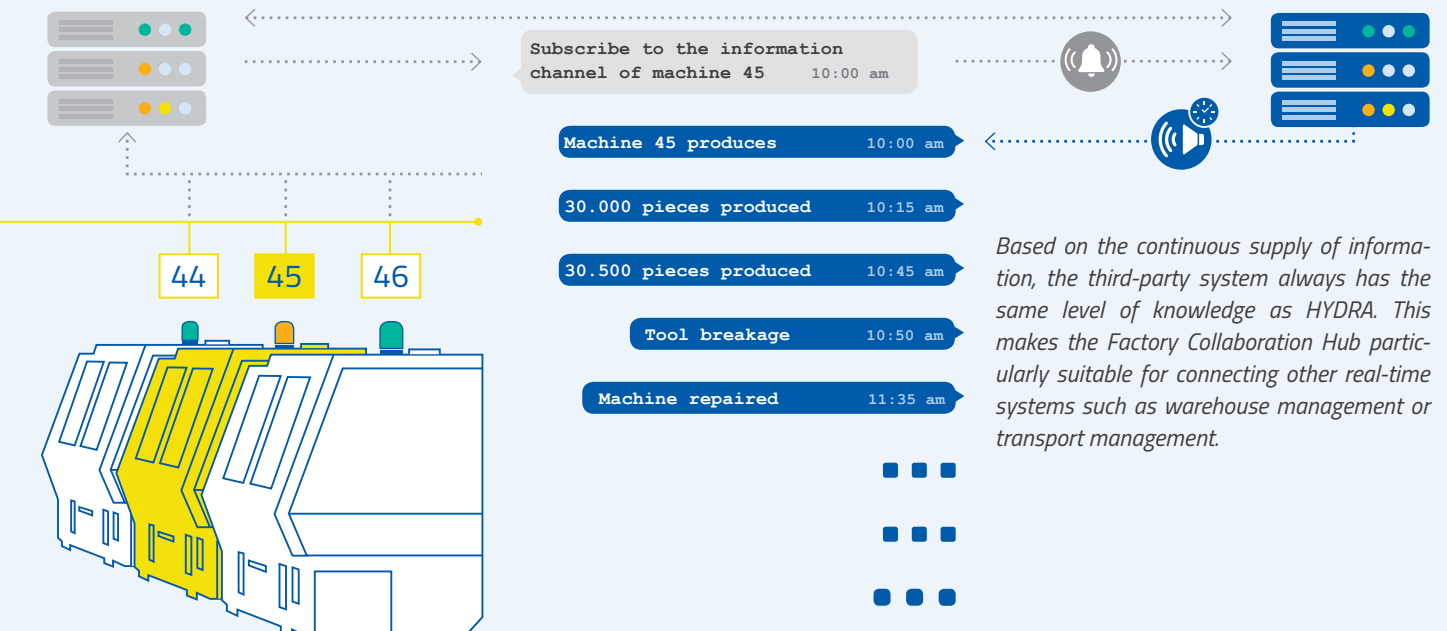 Subscribe to the information
channel of machine 45 10:00 am
Machine 45 produces 10:00 am
30.000 pieces produced 10:15 am
30.500 pieces produced 10:45 am
Tool breakage 10:50 am
Machine repaired 11:35 am
44 45 46
Based on the continuous supply of informa-
tion, the third-party system always has the
same level of knowledge as HYDRA. This
makes the Factory Collaboration Hub partic-
ularly suitable for connecting other real-time
systems such as warehouse management or
transport management.